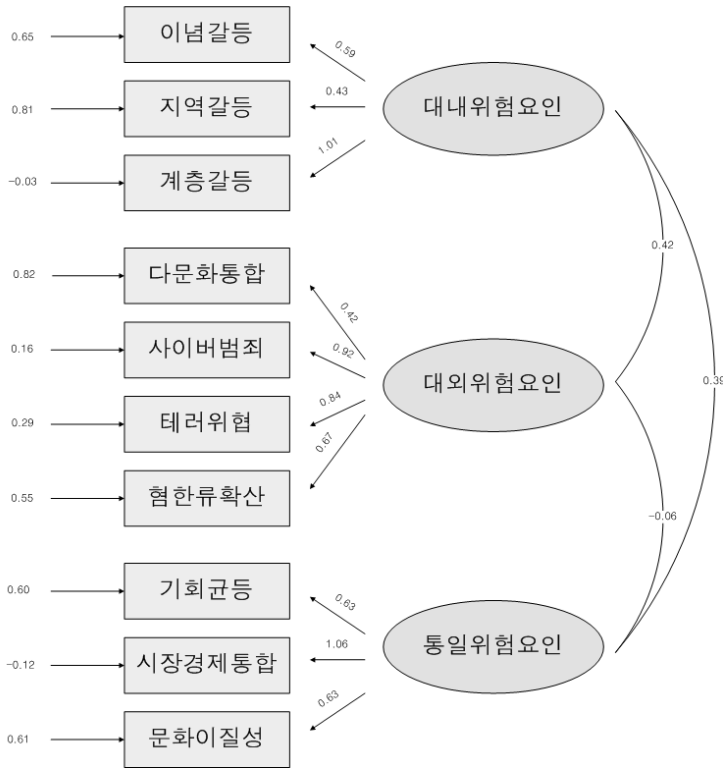 0.65
이념갈등
0.59
0.81
지역갈등
0.43
대내위험요인
-0.03
계층갈등
1.01
0.42
0.82
다문화통합
0.42
0.16
사이버범죄
0.92
대외위험요인
0.39
0.29
테러위협
0.84
0.55
혐한류확산
0.67
-0.06
0.60
기회균등
0.63
-0.12
시장경제통합
1.06
통일위험요인
0.61
문화이질성
0.63